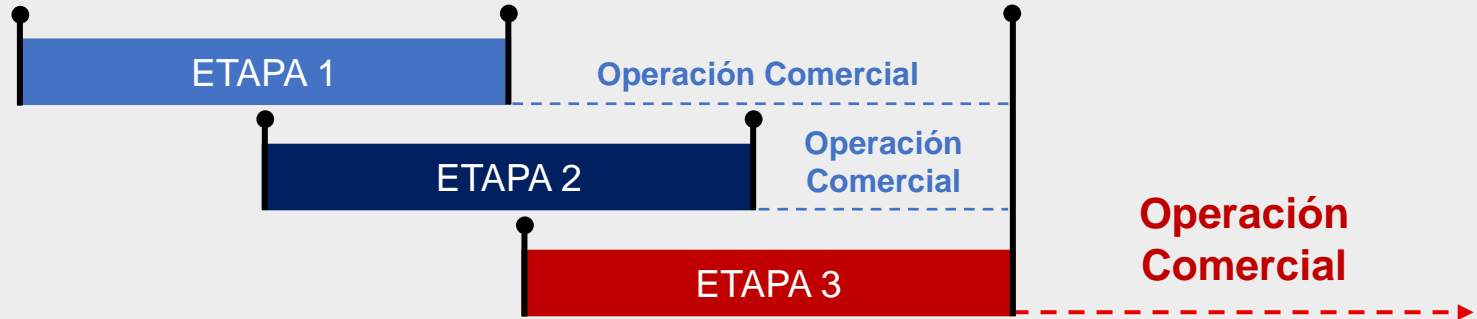 ETAPA 1
Operación Comercial
ETAPA 2
Operación
Comercial
ETAPA 3
Operación
Comercial